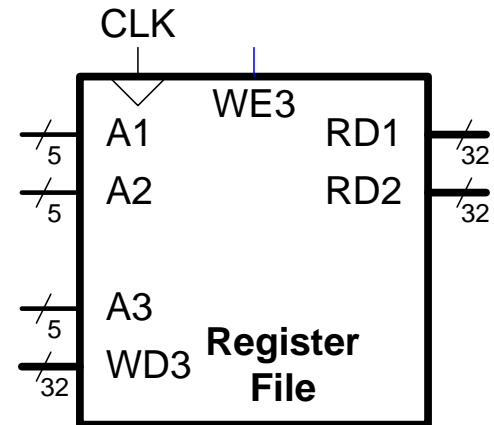 CLK
WE3
A1 RD1
5 32
A2 RD2
5 32
A3
5
WD3
32
Register
File